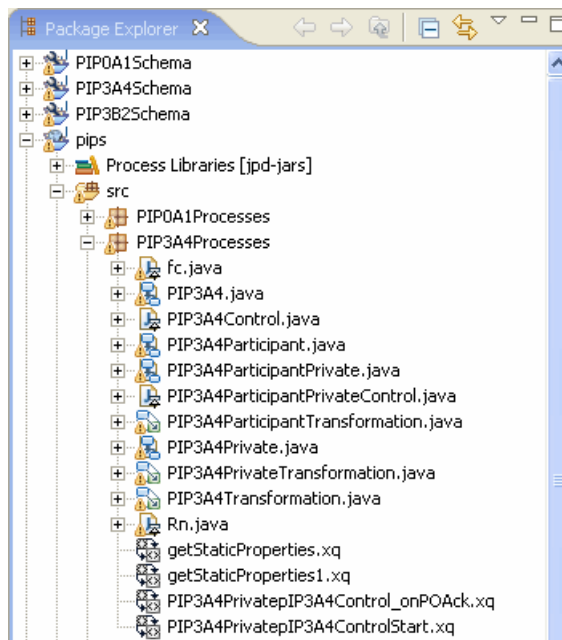 Package Explorer
PIP0A1Schema
PIP3A4Schema
PIP3B2Schema
pips
Process Libraries [jpd-jars]
src
PIP0A1Processes
PIP3A4Processes
fc.java
PIP3A4.java
PIP3A4Control.java
PIP3A4Participant.java
PIP3A4ParticipantPrivate.java
PIP3A4ParticipantPrivateControl.java
PIP3A4ParticipantTransformation.java
PIP3A4Private.java
PIP3A4PrivateTransformation.java
PIP3A4Transformation.java
Rn.java
getStaticProperties.xq
getStaticProperties1.xq
PIP3A4PrivatepIP3A4Control_onPOAck.xq
PIP3A4PrivatepIP3A4ControlStart.xq